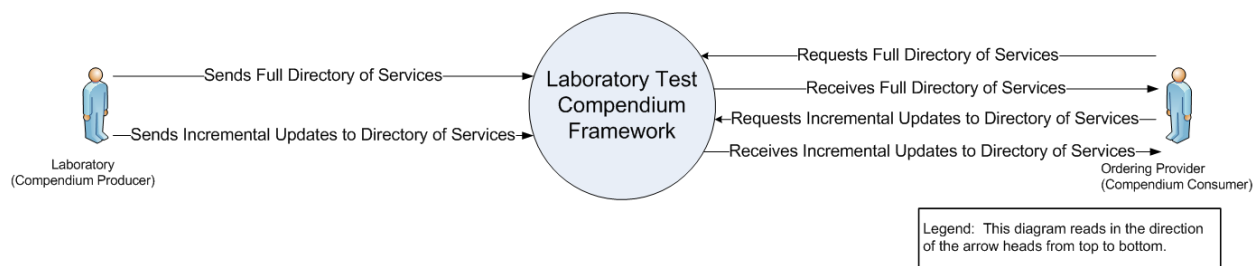 Sends Full Directory of Services
Sends Incremental Updates to Directory of Services
Laboratory
(Compendium Producer)
Laboratory Test
Compendium
Framework
Requests Full Directory of Services
Receives Full Directory of Services
Requests Incremental Updates to Directory of Services
Receives Incremental Updates to Directory of Services
Ordering Provider
(Compendium Consumer)
Legend: This diagram reads in the direction
of the arrow heads from top to bottom.